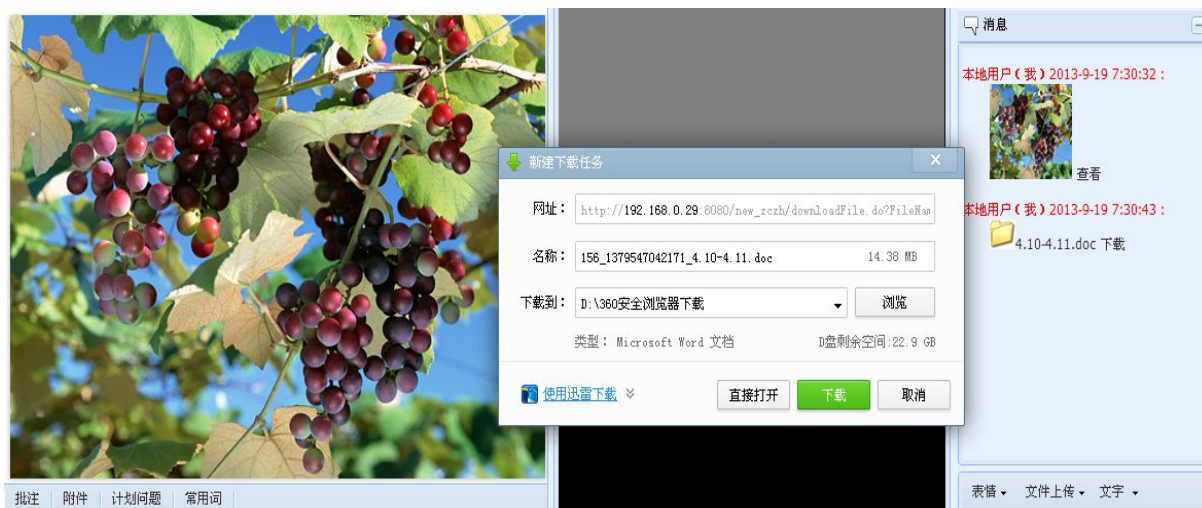 消息
本地用户（我）2013-9-19 7:30:32：
查看
本地用户（我）2013-9-19 7:30:43：
4.10-4.11.doc 下载
新建下载任务
网址： http://192.168.0.29:8080/new_zczh/downloadFile.do?FileNam
名称： 156_1379547042171_4.10-4.11.doc 14.38 MB
下载到： D:\360安全浏览器下载 浏览
类型： Microsoft Word 文档 D盘剩余空间:22.9 GB
使用迅雷下载 直接打开 下载 取消
批注 附件 计划问题 常用词
表情 文件上传 文字